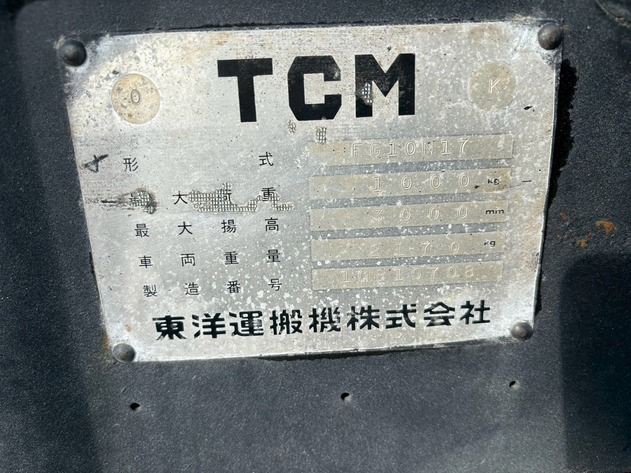 TCM
O
K
形式 FG10N17
最大荷重 1000 kg
最大揚高 3000 mm
車両重量 kg
製造番号
東洋運搬機株式会社